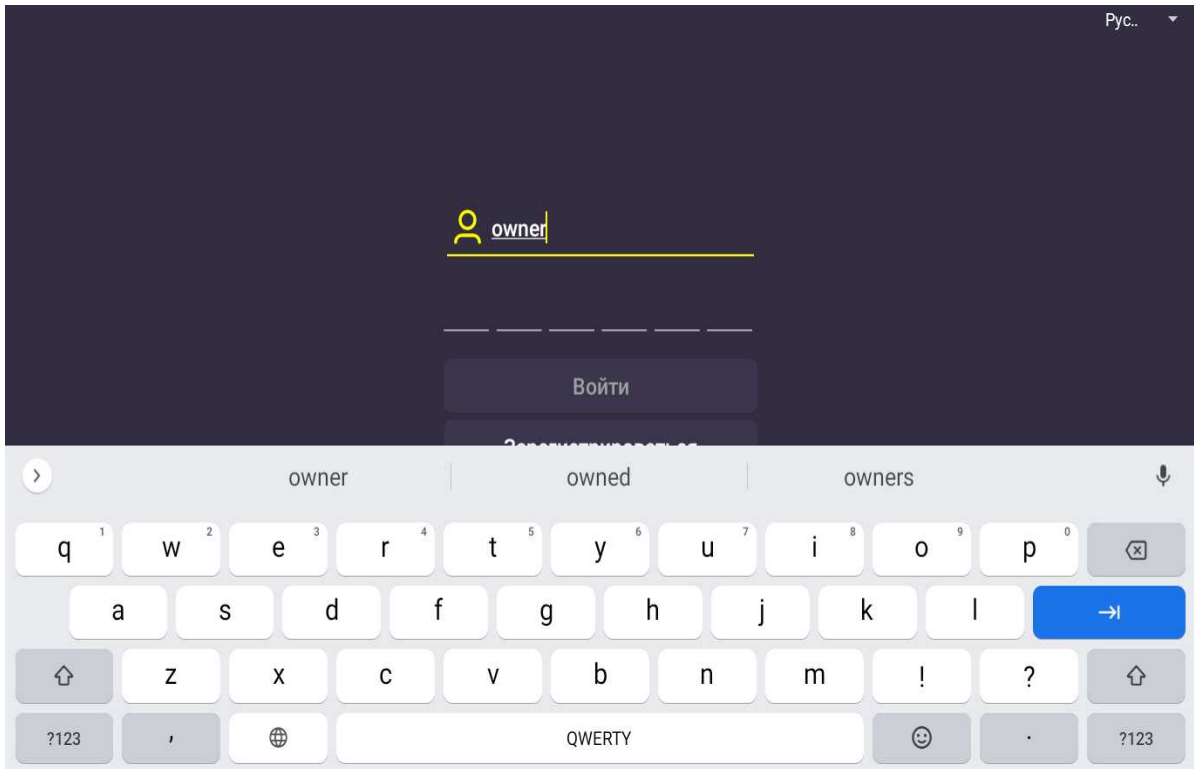 Рус..
owner
Войти
Зарегистрироваться
owner owned owners
q 1 w 2 e 3 r 4 t 5 y 6 u 7 i 8 o 9 p 0
a s d f g h j k l
z x c v b n m ! ?
?123 , QWERTY . ?123